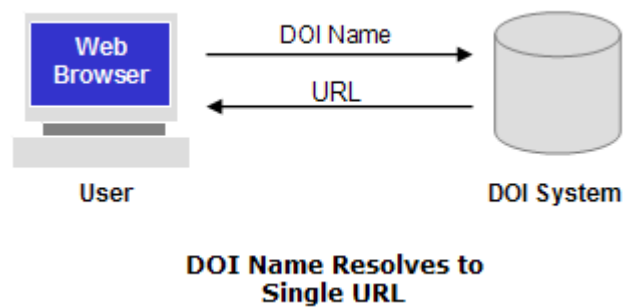 Web
Browser
DOI Name
URL
User
DOI System
DOI Name Resolves to
Single URL